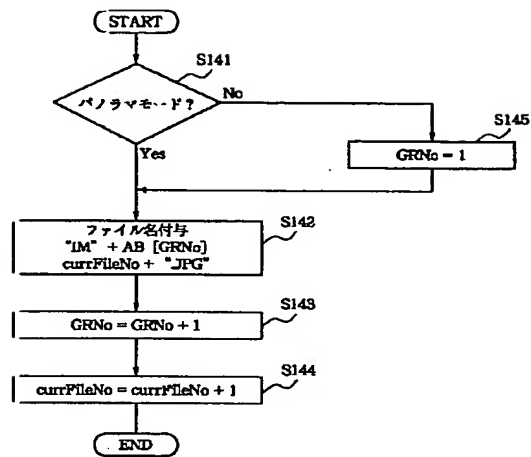 START
S141
パノラマモード?
No
S145
Yes
GRNo = 1
ファイル名付与
"IM" + AB [GRNo]
currFileNo + ".JPG"
S142
S143
GRNo = GRNo + 1
S144
currFileNo = currFileNo + 1
END